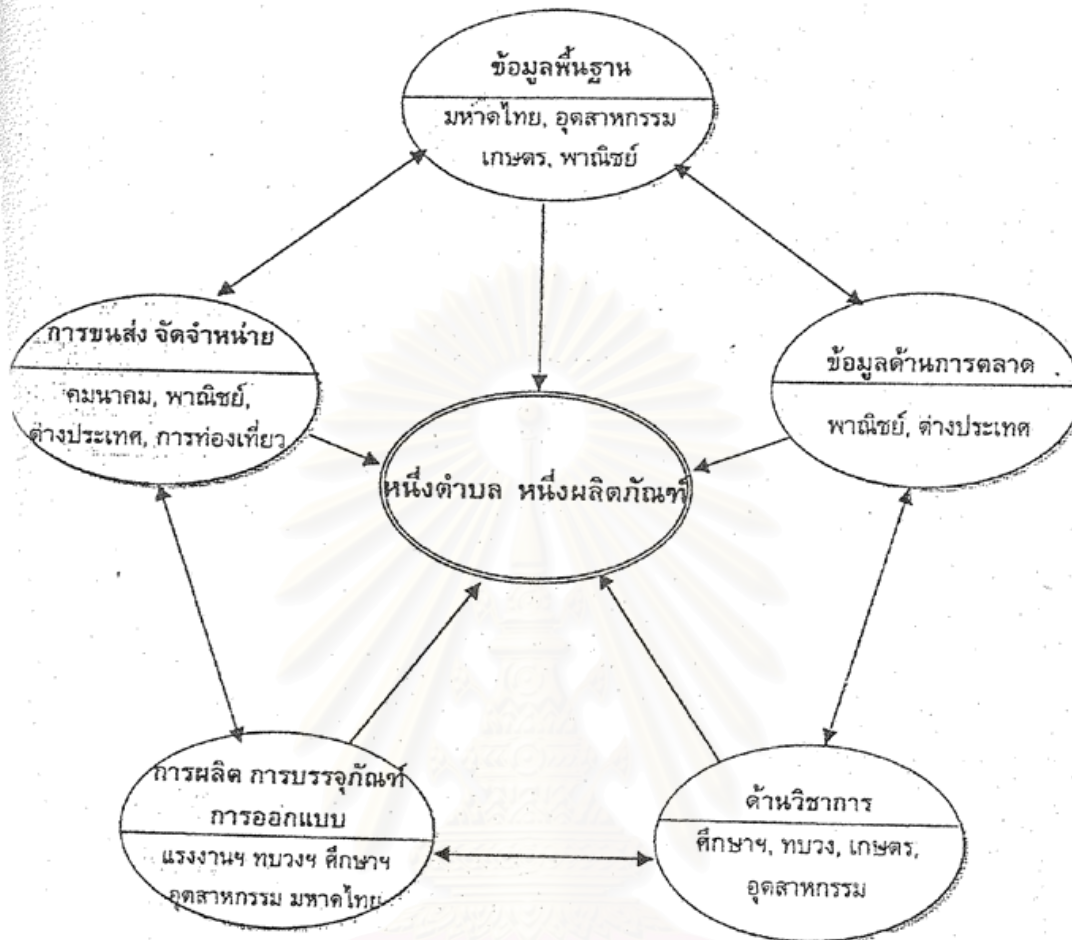 ข้อมูลพื้นฐาน
มหาดไทย, อุตสาหกรรม
เกษตร, พาณิชย์
การขนส่ง จัดจำหน่าย
คมนาคม, พาณิชย์,
ต่างประเทศ, การท่องเที่ยว
ข้อมูลด้านการตลาด
พาณิชย์, ต่างประเทศ
หนึ่งตำบล หนึ่งผลิตภัณฑ์
การผลิต การบรรจุภัณฑ์
การออกแบบ
แรงงานฯ ทบวงฯ ศึกษาฯ
อุตสาหกรรม มหาดไทย
ด้านวิชาการ
ศึกษาฯ, ทบวง, เกษตร,
อุตสาหกรรม